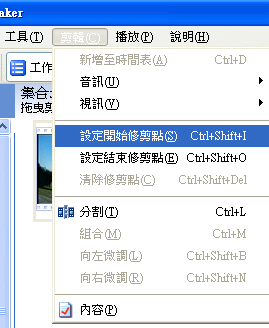 aker
工具(T) 剪輯(C) 播放(P) 說明(H)
工作
集合:
拖曳剪
新增至時間表(A) Ctrl+D
音訊(U)
視訊(Y)
設定開始修剪點(S) Ctrl+Shift+I
設定結束修剪點(E) Ctrl+Shift+O
清除修剪點(C) Ctrl+Shift+Del
分割(T) Ctrl+L
組合(M) Ctrl+M
向左微調(L) Ctrl+Shift+B
向右微調(R) Ctrl+Shift+N
內容(P)